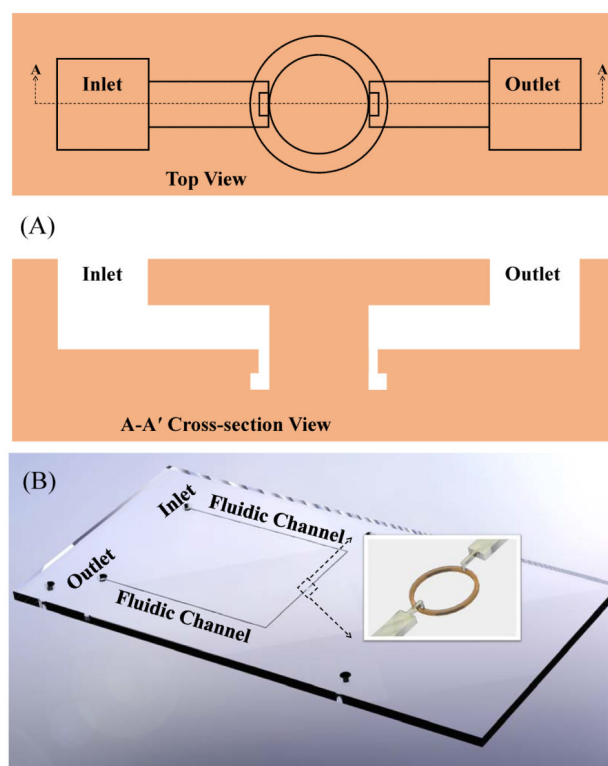 A A
Inlet Outlet
Top View
(A)
Inlet Outlet
A-A′ Cross-section View
(B)
Inlet Fluidic Channel
Outlet
Fluidic Channel